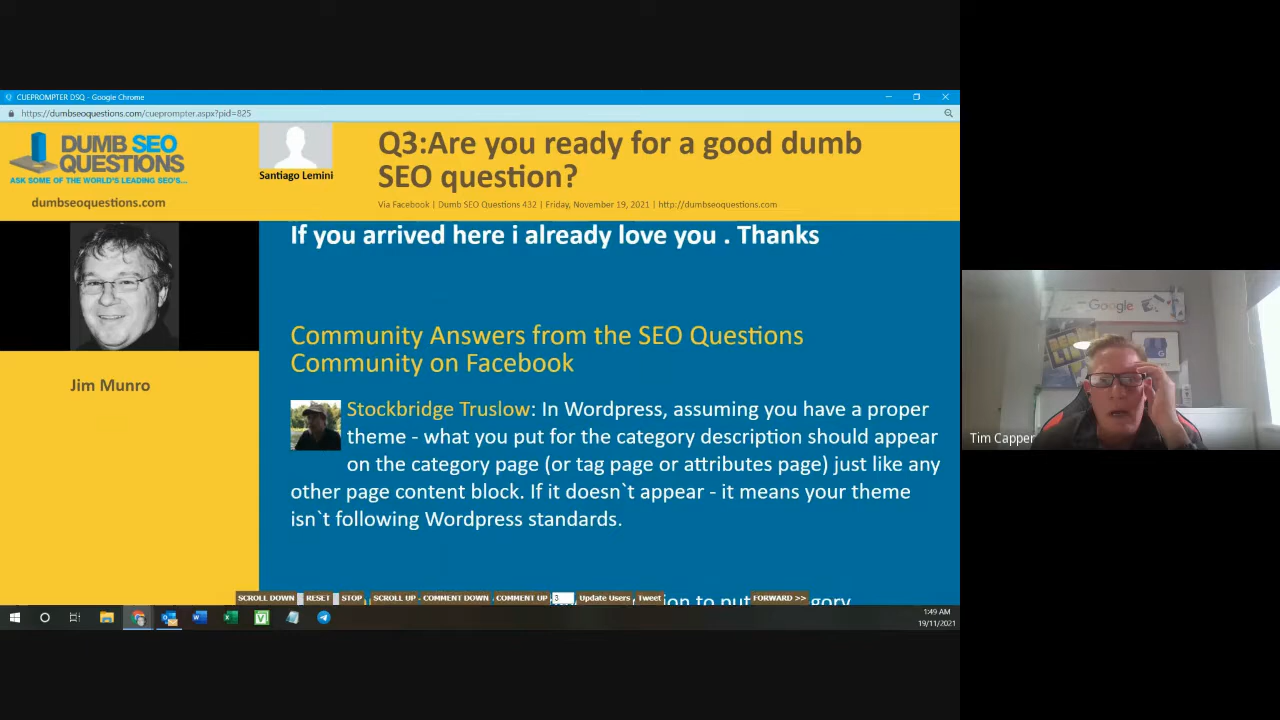 CUEPROMPTER DSQ - Google Chrome
https://dumbseoquestions.com/cueprompter.aspx?pid=825
DUMB SEO
QUESTIONS
ASK SOME OF THE WORLD'S LEADING SEO'S...
dumbseoquestions.com
Santiago Lemini
Q3:Are you ready for a good dumb
SEO question?
Via Facebook | Dumb SEO Questions 432 | Friday, November 19, 2021 | http://dumbseoquestions.com
If you arrived here i already love you . Thanks
Jim Munro
Community Answers from the SEO Questions
Community on Facebook
Stockbridge Truslow: In Wordpress, assuming you have a proper
theme - what you put for the category description should appear
on the category page (or tag page or attributes page) just like any
other page content block. If it doesn`t appear - it means your theme
isn`t following Wordpress standards.
SCROLL DOWN RESET STOP SCROLL UP - COMMENT DOWN COMMENT UP 3 Update Users Tweet FORWARD >>
1:49 AM
19/11/2021
Google
Tim Capper